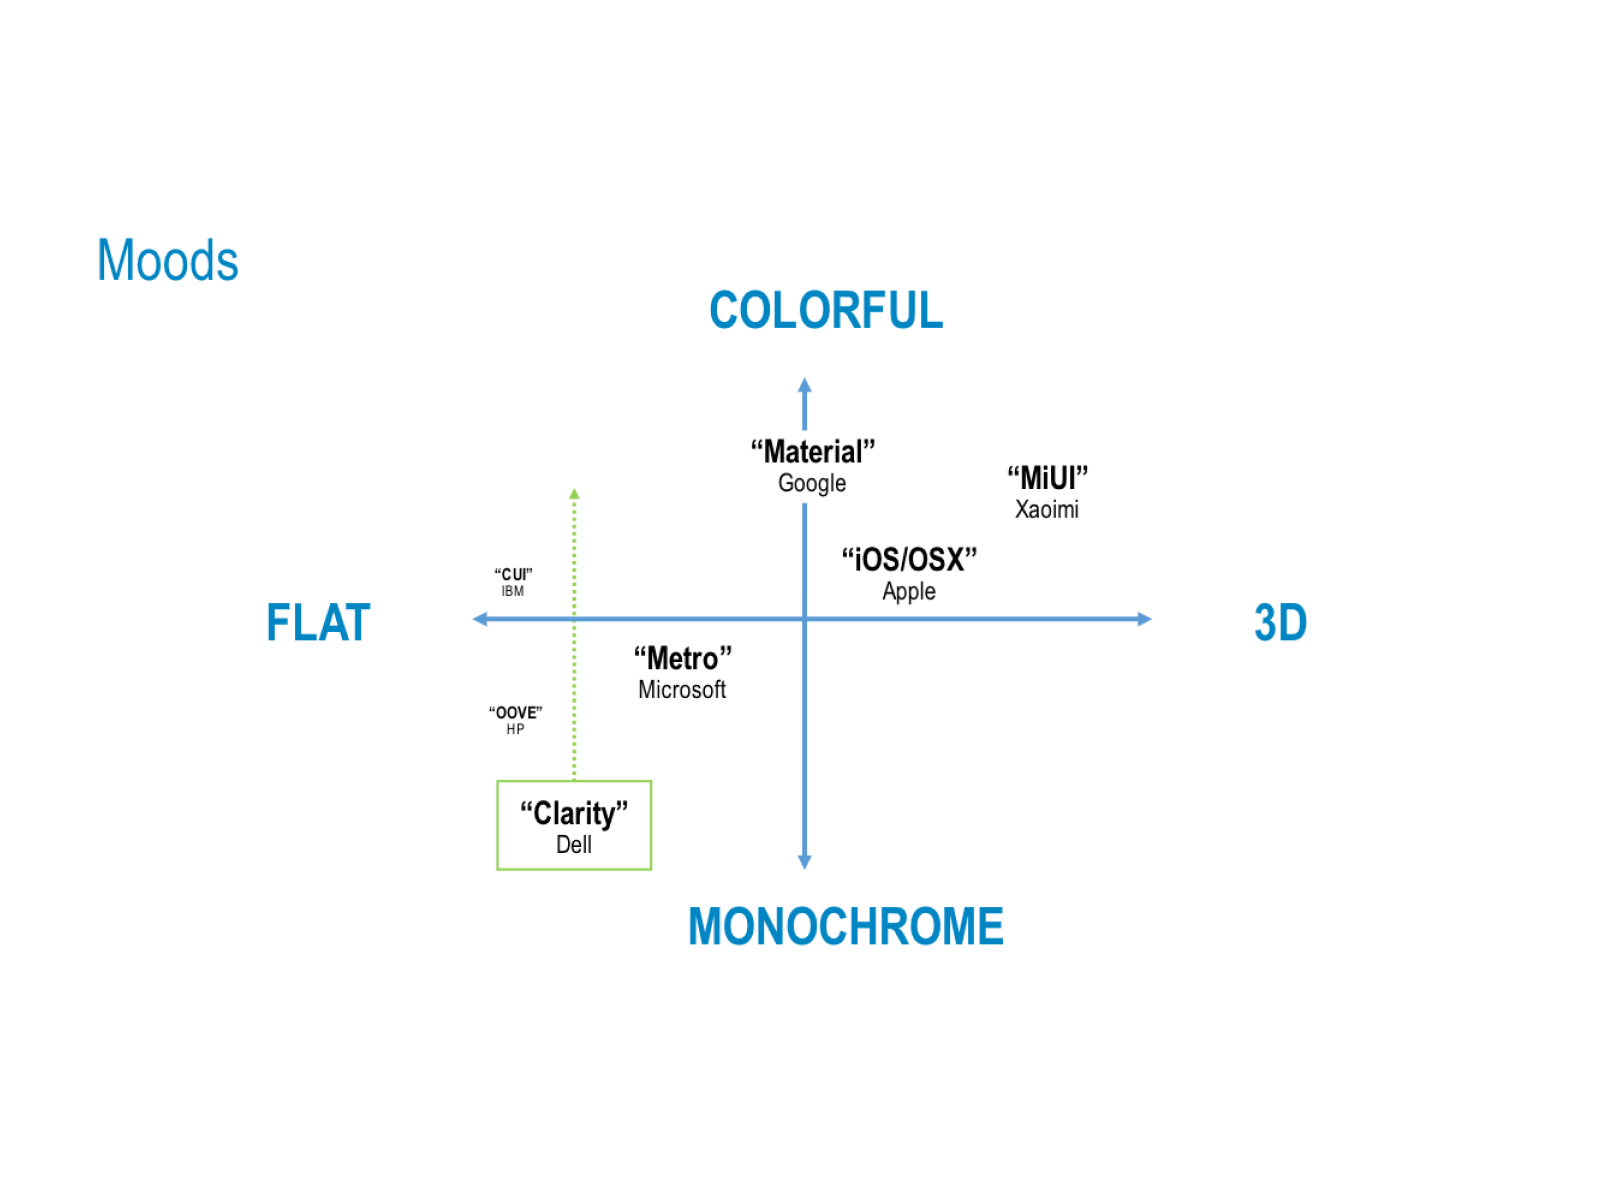 Moods
COLORFUL
“Material”
Google
“MiUI”
Xaoimi
“iOS/OSX”
Apple
“CUI”
IBM
FLAT
3D
“Metro”
Microsoft
“OOVE”
HP
“Clarity”
Dell
MONOCHROME